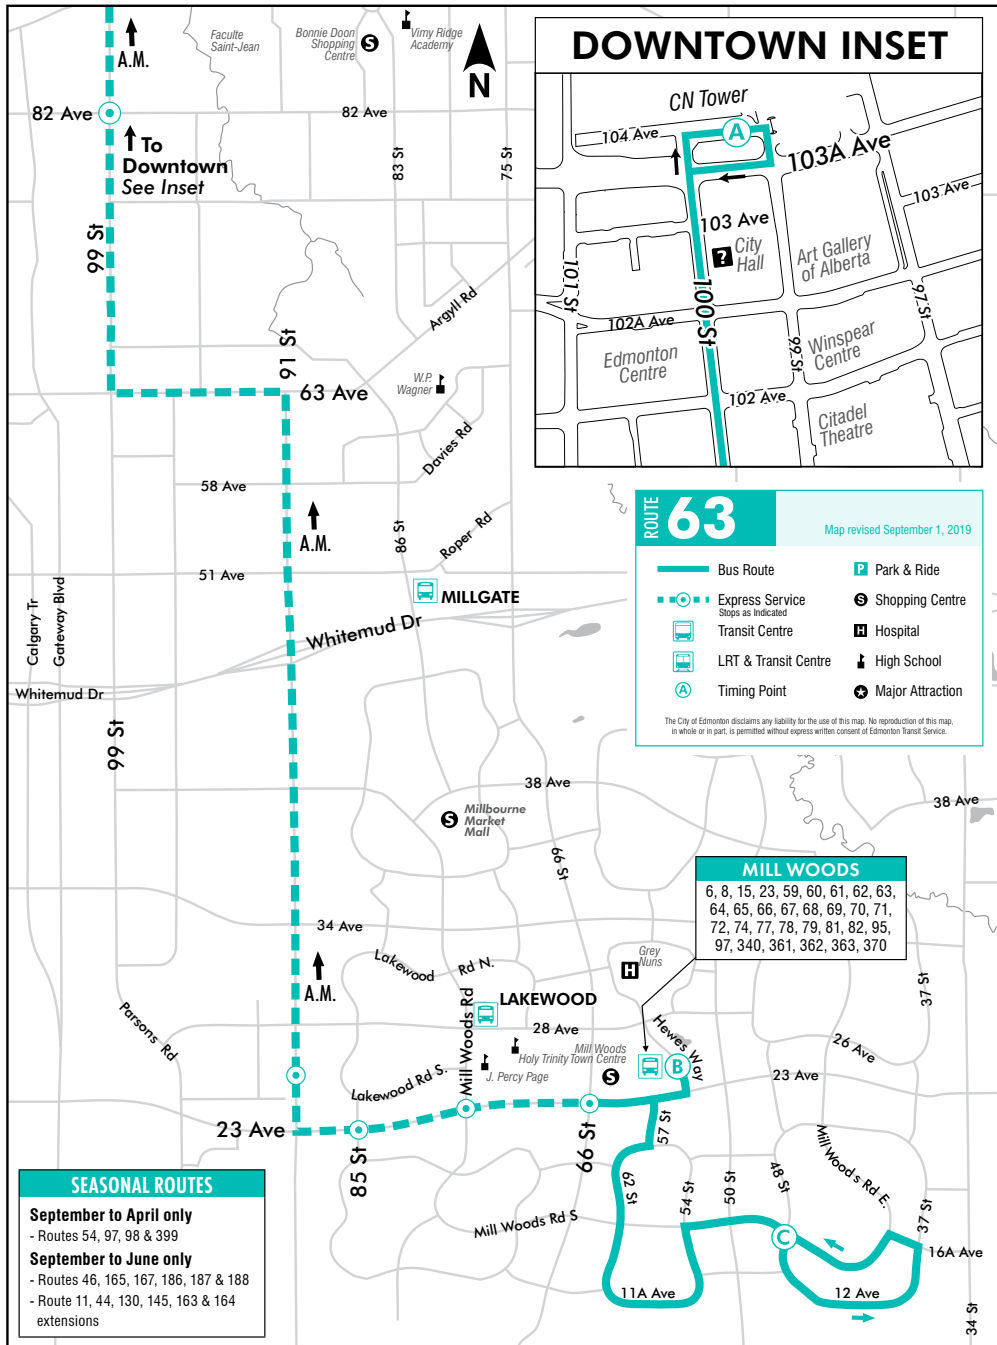 A.M.
Faculte
Saint-Jean
Bonnie Doon
Shopping
Centre
S
Vimy Ridge
Academy
N
82 Ave
82 Ave
To
Downtown
See Inset
83 St
75 St
99 St
Argyll Rd
91 St
63 Ave
W.P.
Wagner
Davies Rd
58 Ave
A.M.
86 St
Roper Rd
51 Ave
MILLGATE
Calgary Tr
Gateway Blvd
Whitemud Dr
Whitemud Dr
99 St
DOWNTOWN INSET
CN Tower
104 Ave
A
103A Ave
103 Ave
103 Ave
?
City
Hall
Art Gallery
of Alberta
101 St
100 St
97 St
102A Ave
99 St
Edmonton
Centre
Winspear
Centre
102 Ave
Citadel
Theatre
ROUTE
63
Map revised September 1, 2019
Bus Route
P
Park & Ride
Express Service
Stops as Indicated
S
Shopping Centre
Transit Centre
H
Hospital
LRT & Transit Centre
High School
A
Timing Point
Major Attraction
The City of Edmonton disclaims any liability for the use of this map. No reproduction of this map,
in whole or in part, is permitted without express written consent of Edmonton Transit Service.
38 Ave
38 Ave
S
Millbourne
Market
Mall
66 St
MILL WOODS
6, 8, 15, 23, 59, 60, 61, 62, 63,
64, 65, 66, 67, 68, 69, 70, 71,
72, 74, 77, 78, 79, 81, 82, 95,
97, 340, 361, 362, 363, 370
34 Ave
Lakewood
Rd N.
Grey
Nuns
H
A.M.
37 St
LAKEWOOD
Mill Woods Rd
28 Ave
Parsons Rd
Hewes Way
26 Ave
Mill Woods
Holy Trinity Town Centre
S
B
J. Percy Page
Lakewood Rd S.
23 Ave
23 Ave
85 St
66 St
57 St
62 St
54 St
50 St
48 St
Mill Woods Rd E.
37 St
Mill Woods Rd S
C
16A Ave
11A Ave
12 Ave
34 St
SEASONAL ROUTES
September to April only
- Routes 54, 97, 98 & 399
September to June only
- Routes 46, 165, 167, 186, 187 & 188
- Route 11, 44, 130, 145, 163 & 164
extensions